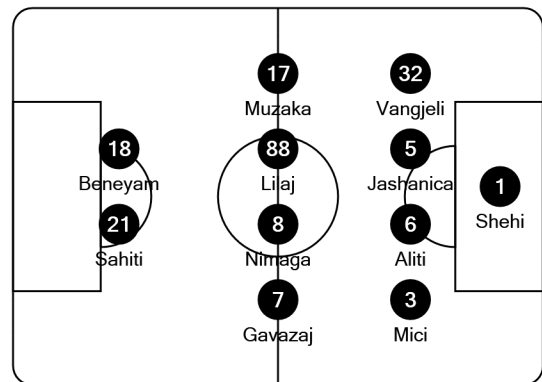 17
32
Muzaka
Vangjeli
18
88
5
Beneyam
Lilaj
Jashanica
1
Shehi
21
8
6
Sahiti
Nimaga
Aliti
7
3
Gavazaj
Mici